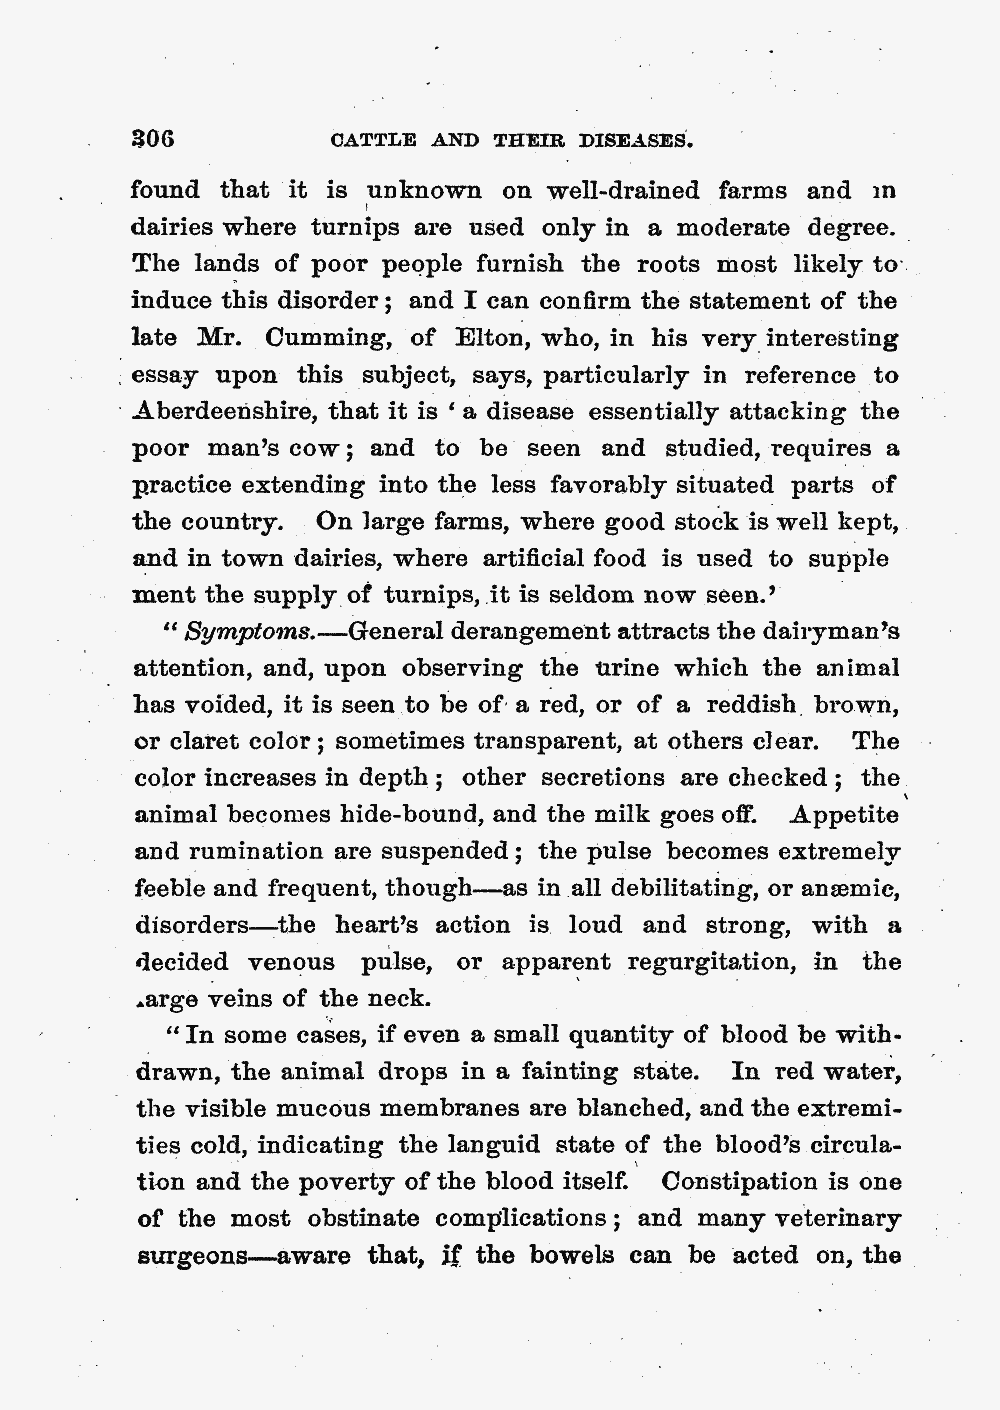 306 CATTLE AND THEIR DISEASES.
found that it is unknown on well-drained farms and in
dairies where turnips are used only in a moderate degree.
The lands of poor people furnish the roots most likely to
induce this disorder; and I can confirm the statement of the
late Mr. Cumming, of Elton, who, in his very interesting
essay upon this subject, says, particularly in reference to
Aberdeenshire, that it is ‘a disease essentially attacking the
poor man’s cow; and to be seen and studied, requires a
practice extending into the less favorably situated parts of
the country. On large farms, where good stock is well kept,
and in town dairies, where artificial food is used to supple
ment the supply of turnips, it is seldom now seen.’
“Symptoms.—General derangement attracts the dairyman’s
attention, and, upon observing the urine which the animal
has voided, it is seen to be of a red, or of a reddish brown,
or claret color; sometimes transparent, at others clear. The
color increases in depth; other secretions are checked; the
animal becomes hide-bound, and the milk goes off. Appetite
and rumination are suspended; the pulse becomes extremely
feeble and frequent, though—as in all debilitating, or anæmic,
disorders—the heart’s action is loud and strong, with a
decided venous pulse, or apparent regurgitation, in the
large veins of the neck.
“In some cases, if even a small quantity of blood be with-
drawn, the animal drops in a fainting state. In red water,
the visible mucous membranes are blanched, and the extremi-
ties cold, indicating the languid state of the blood’s circula-
tion and the poverty of the blood itself. Constipation is one
of the most obstinate complications; and many veterinary
surgeons—aware that, if the bowels can be acted on, the